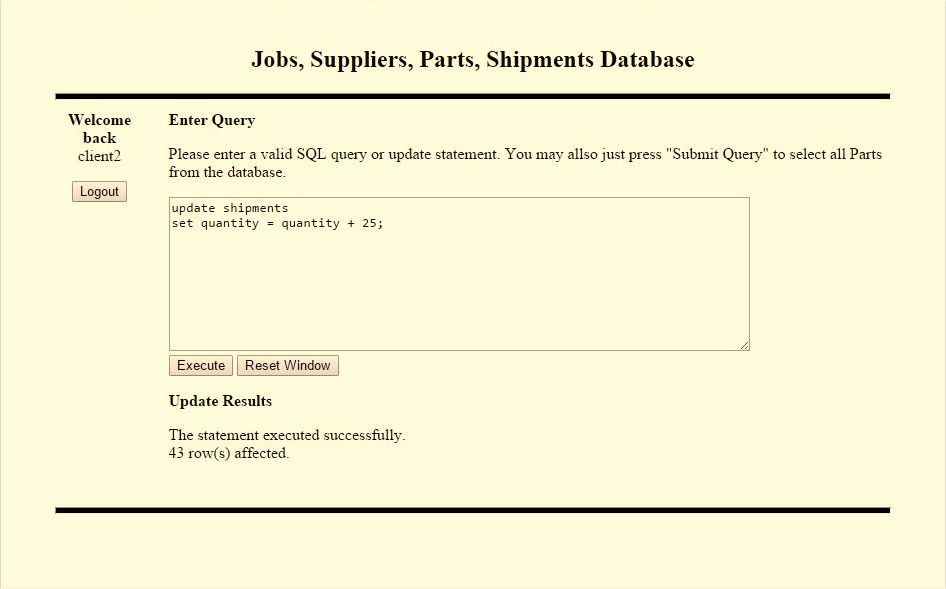 Jobs, Suppliers, Parts, Shipments Database
Welcome
back
client2
Logout
Enter Query
Please enter a valid SQL query or update statement. You may allso just press "Submit Query" to select all Parts
from the database.
update shipments
set quantity = quantity + 25;
Execute Reset Window
Update Results
The statement executed successfully.
43 row(s) affected.